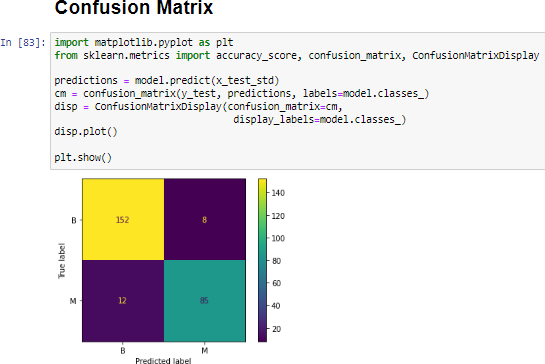 Confusion Matrix
In [83]: import matplotlib.pyplot as plt
from sklearn.metrics import accuracy_score, confusion_matrix, ConfusionMatrixDisplay
predictions = model.predict(x_test_std)
cm = confusion_matrix(y_test, predictions, labels=model.classes_)
disp = ConfusionMatrixDisplay(confusion_matrix=cm,
display_labels=model.classes_)
disp.plot()
plt.show()
140
B 152 8
120
100
True label
80
60
M 12 85
40
20
B M
Predicted label